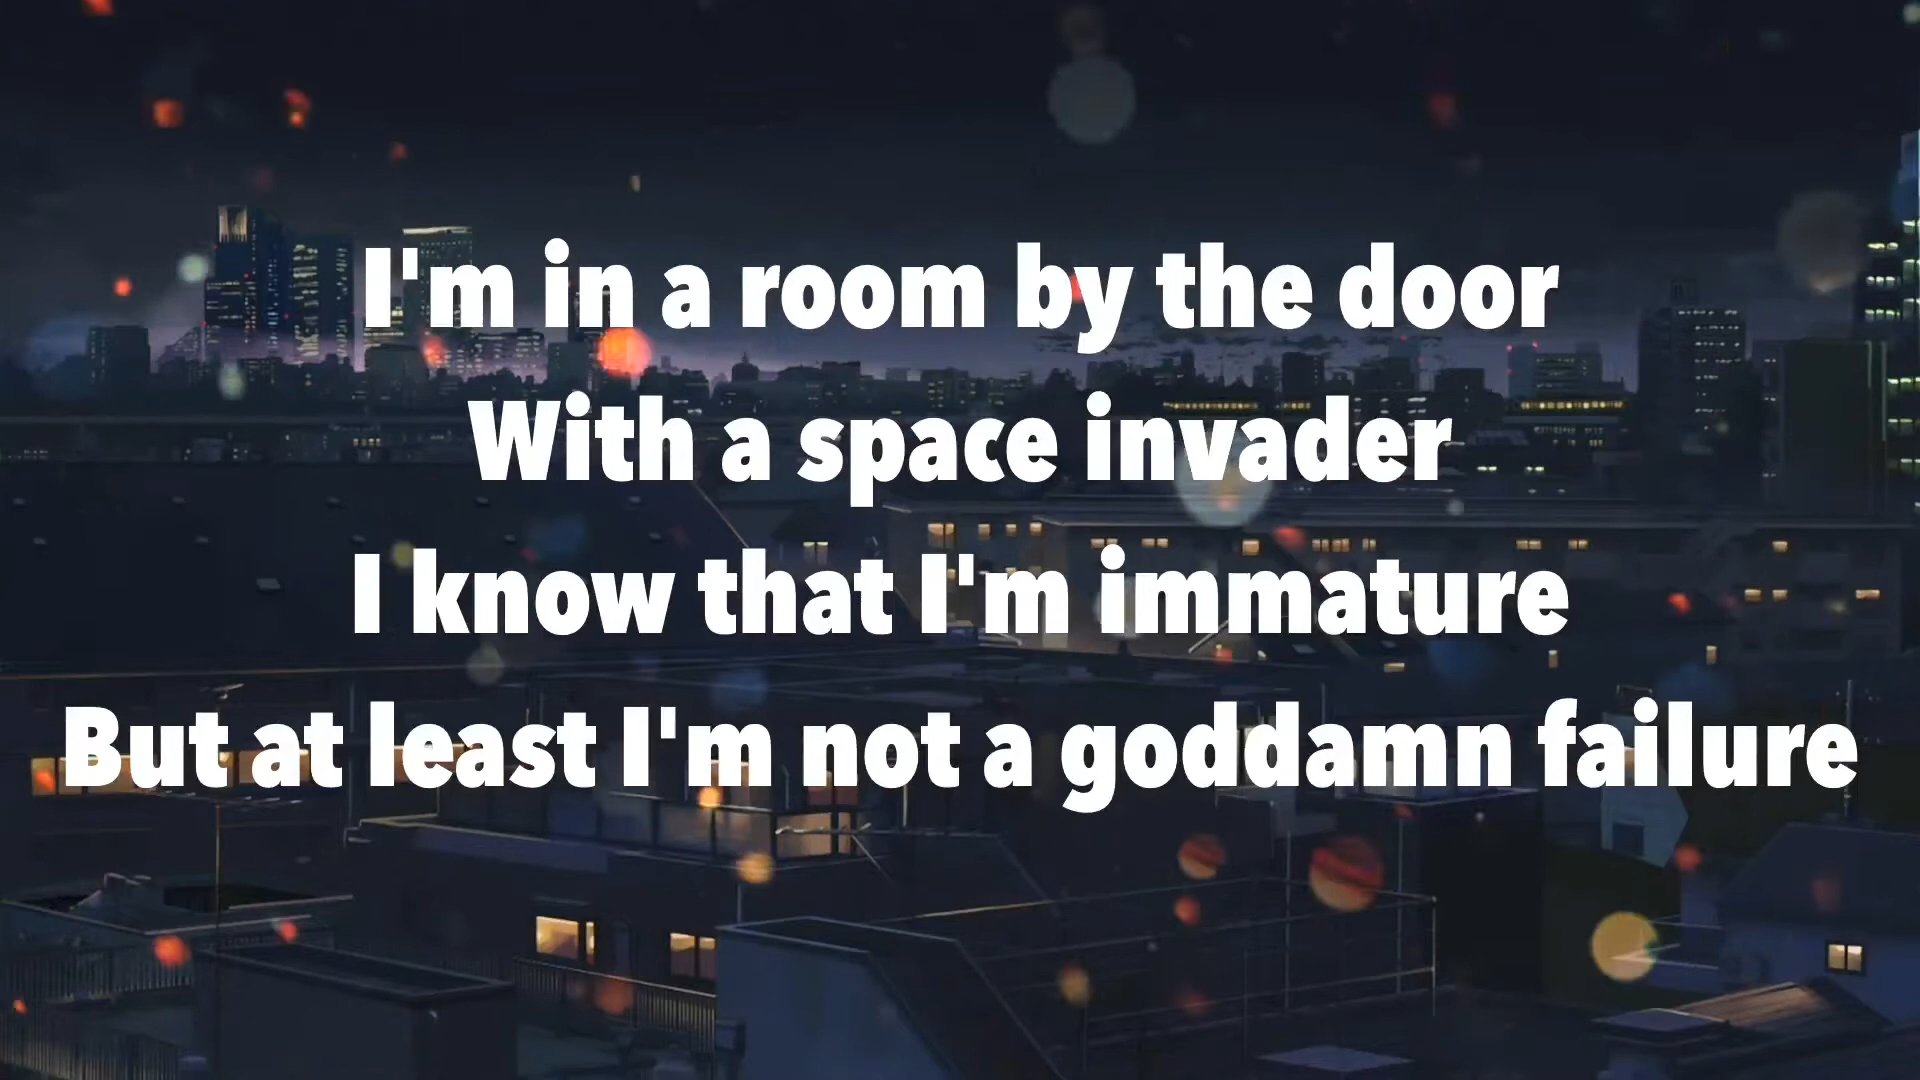 I'm in a room by the door
With a space invader
I know that I'm immature
But at least I'm not a goddamn failure